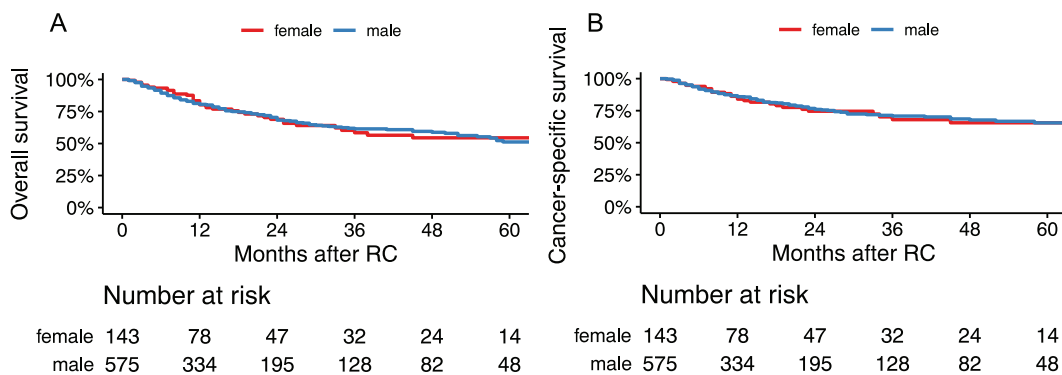 A
female male
Overall survival
100%
75%
50%
25%
0%
0 12 24 36 48 60
Months after RC
Number at risk
female 143 78 47 32 24 14
male 575 334 195 128 82 48
B
female male
Cancer-specific survival
100%
75%
50%
25%
0%
0 12 24 36 48 60
Months after RC
Number at risk
female 143 78 47 32 24 14
male 575 334 195 128 82 48